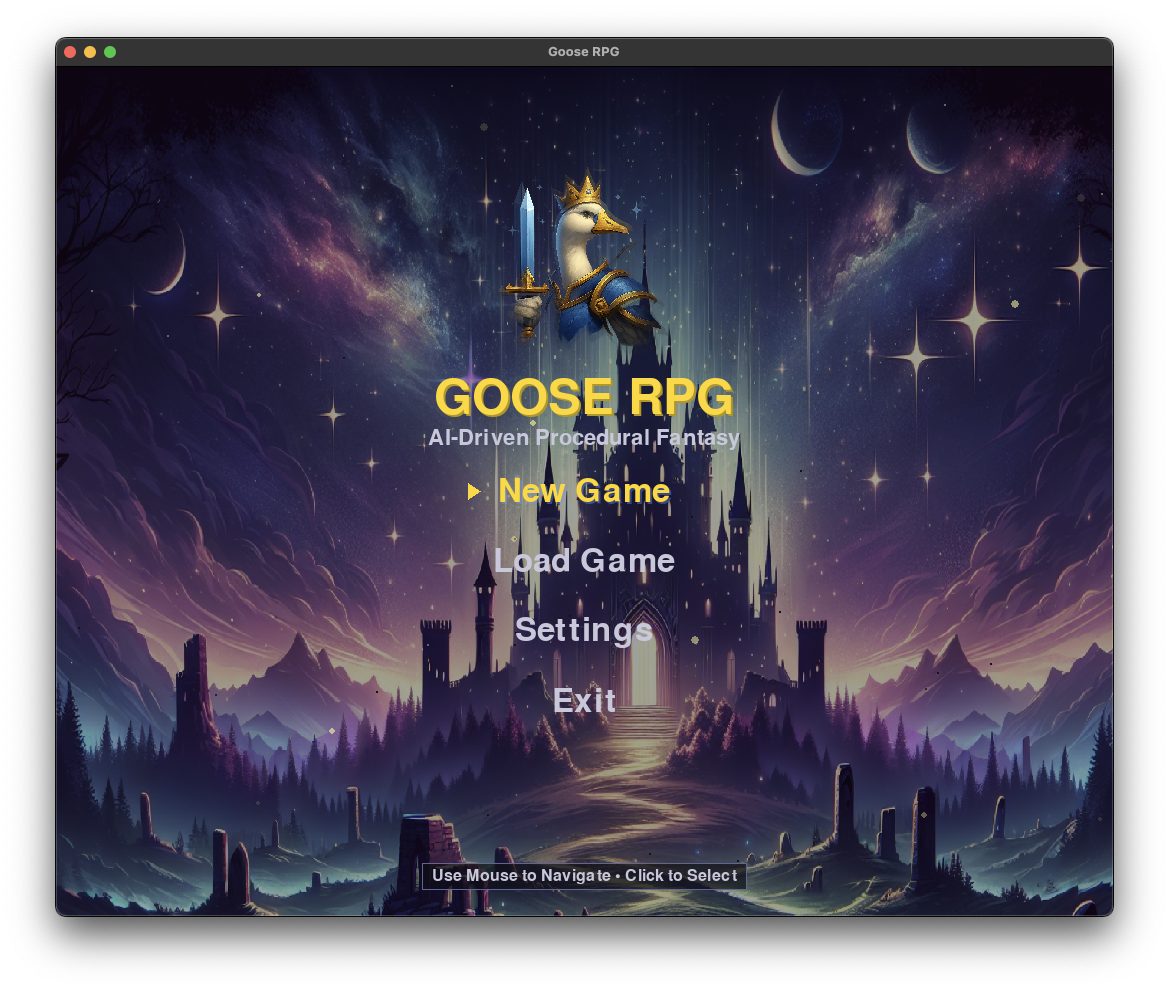 Goose RPG
GOOSE RPG
AI-Driven Procedural Fantasy
New Game
Load Game
Settings
Exit
Use Mouse to Navigate • Click to Select